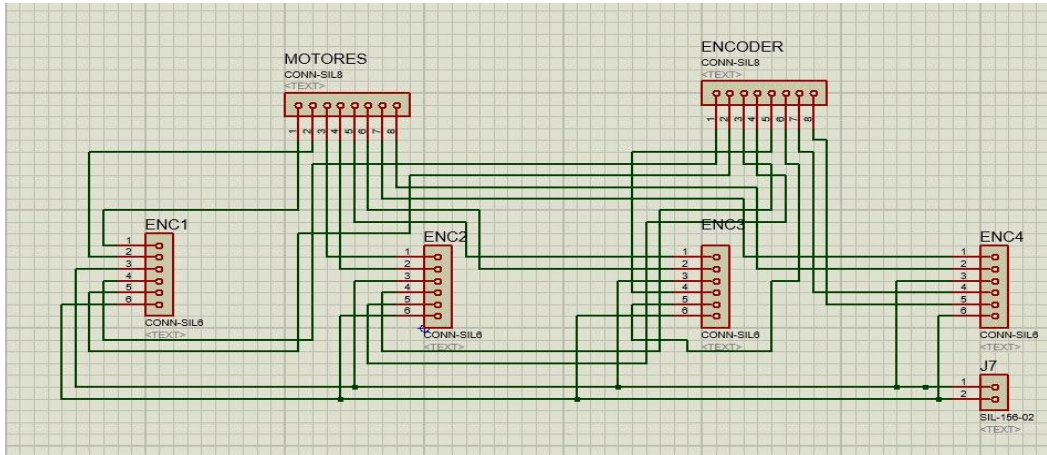 MOTORES
CONN-SIL8
<TEXT>
1 2 3 4 5 6 7 8
ENCODER
CONN-SIL8
<TEXT>
1 2 3 4 5 6 7 8
ENC1
1
2
3
4
5
6
CONN-SIL6
<TEXT>
ENC2
1
2
3
4
5
6
CONN-SIL6
<TEXT>
ENC3
1
2
3
4
5
6
CONN-SIL6
<TEXT>
ENC4
1
2
3
4
5
6
CONN-SIL6
<TEXT>
J7
1
2
SIL-156-02
<TEXT>